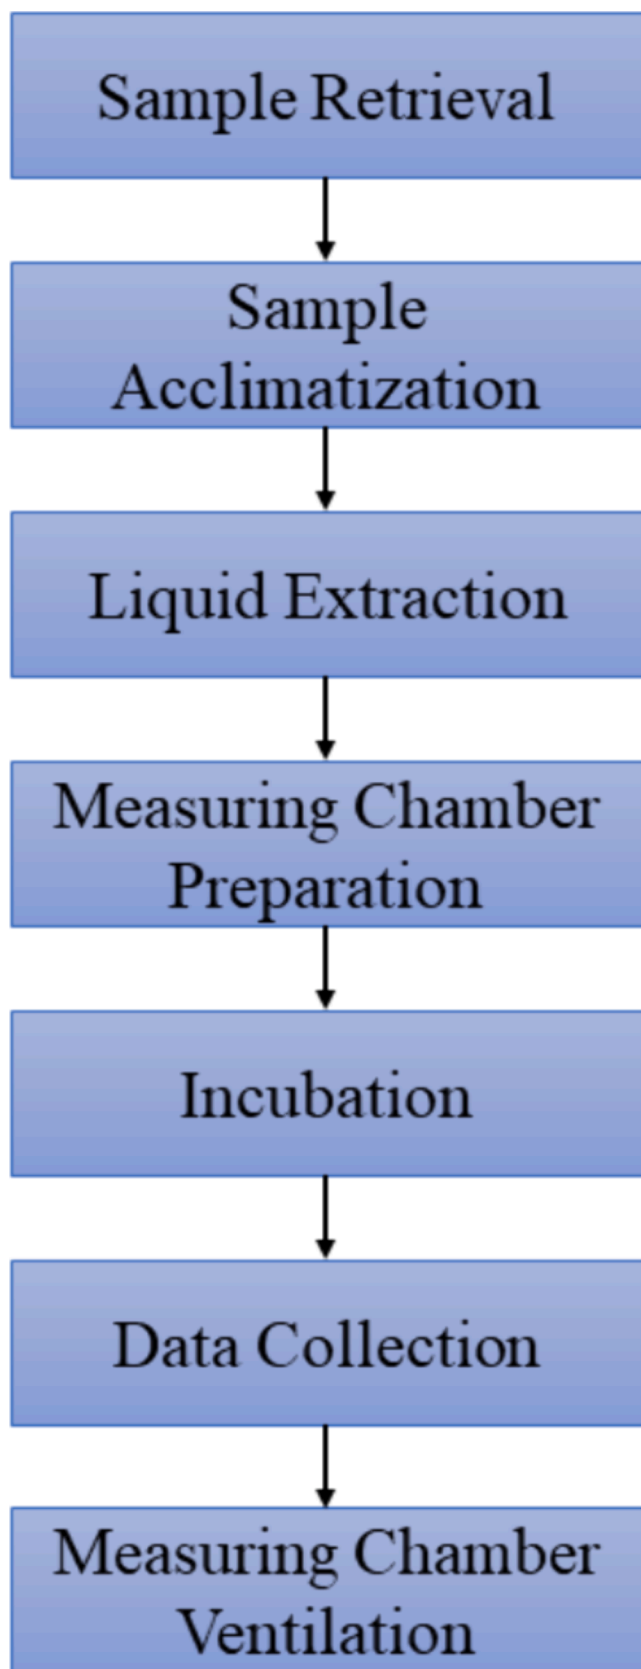 Sample Retrieval
Sample
Acclimatization
Liquid Extraction
Measuring Chamber
Preparation
Incubation
Data Collection
Measuring Chamber
Ventilation